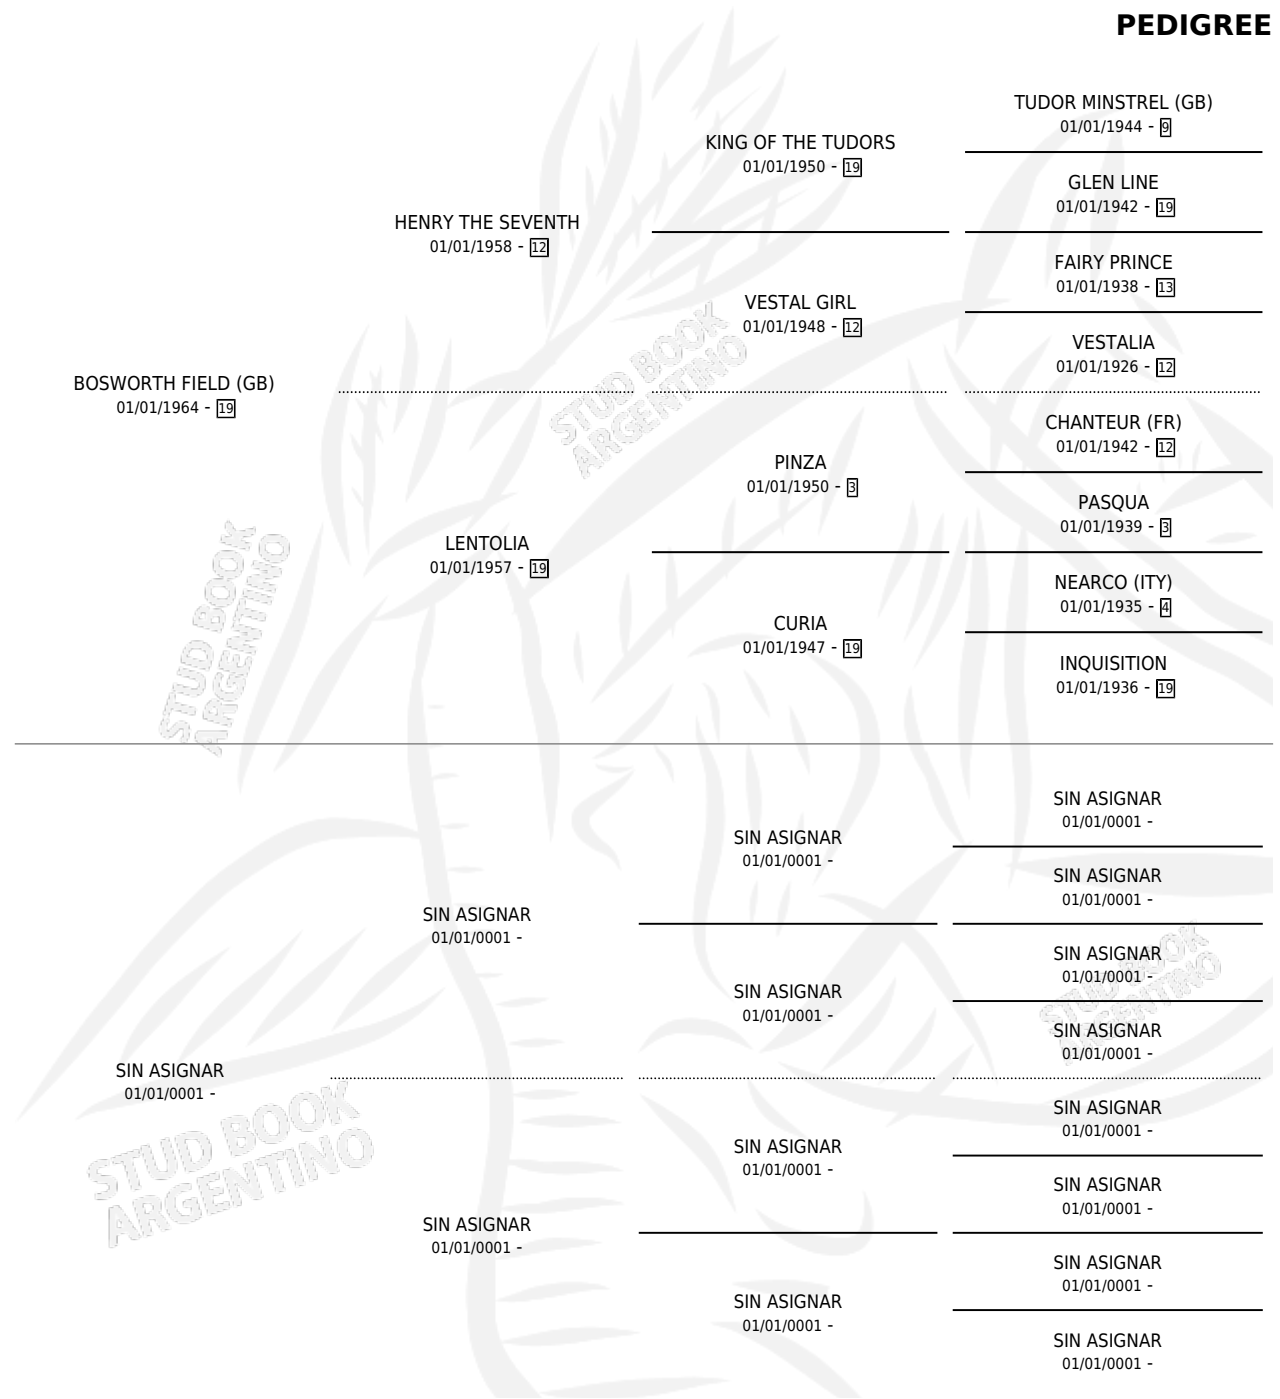 PEDIGREE
TUDOR MINSTREL (GB)
01/01/1944 - 9
KING OF THE TUDORS
01/01/1950 - 19
GLEN LINE
01/01/1942 - 19
HENRY THE SEVENTH
01/01/1958 - 12
FAIRY PRINCE
01/01/1938 - 13
VESTAL GIRL
01/01/1948 - 12
VESTALIA
01/01/1926 - 12
BOSWORTH FIELD (GB)
01/01/1964 - 19
CHANTEUR (FR)
01/01/1942 - 12
PINZA
01/01/1950 - 3
PASQUA
01/01/1939 - 3
LENTOLIA
01/01/1957 - 19
NEARCO (ITY)
01/01/1935 - 4
CURIA
01/01/1947 - 19
INQUISITION
01/01/1936 - 19
STUD BOOK
ARGENTINO
STUD BOOK
ARGENTINO
SIN ASIGNAR
01/01/0001 -
SIN ASIGNAR
01/01/0001 -
SIN ASIGNAR
01/01/0001 -
SIN ASIGNAR
01/01/0001 -
SIN ASIGNAR
01/01/0001 -
SIN ASIGNAR
01/01/0001 -
SIN ASIGNAR
01/01/0001 -
SIN ASIGNAR
01/01/0001 -
SIN ASIGNAR
01/01/0001 -
SIN ASIGNAR
01/01/0001 -
SIN ASIGNAR
01/01/0001 -
SIN ASIGNAR
01/01/0001 -
SIN ASIGNAR
01/01/0001 -
SIN ASIGNAR
01/01/0001 -
SIN ASIGNAR
01/01/0001 -
STUD BOOK
ARGENTINO
STUD BOOK
ARGENTINO